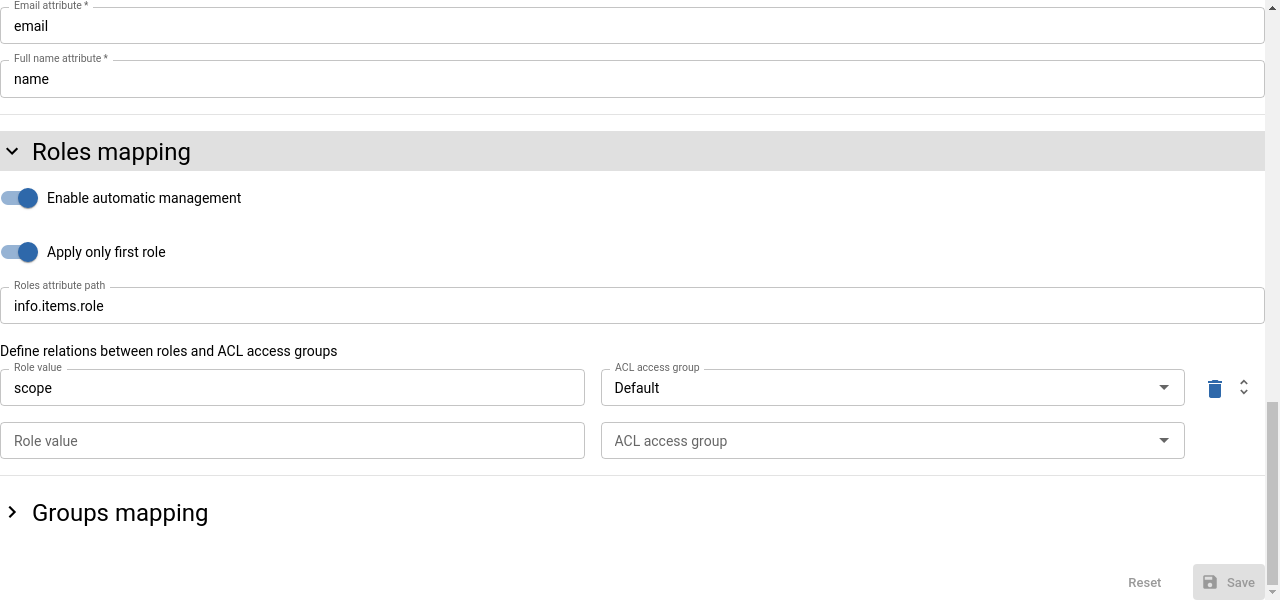 Email attribute *
email
Full name attribute *
name
Roles mapping
Enable automatic management
Apply only first role
Roles attribute path
info.items.role
Define relations between roles and ACL access groups
Role value
scope
ACL access group
Default
Role value
ACL access group
Groups mapping
Reset
Save